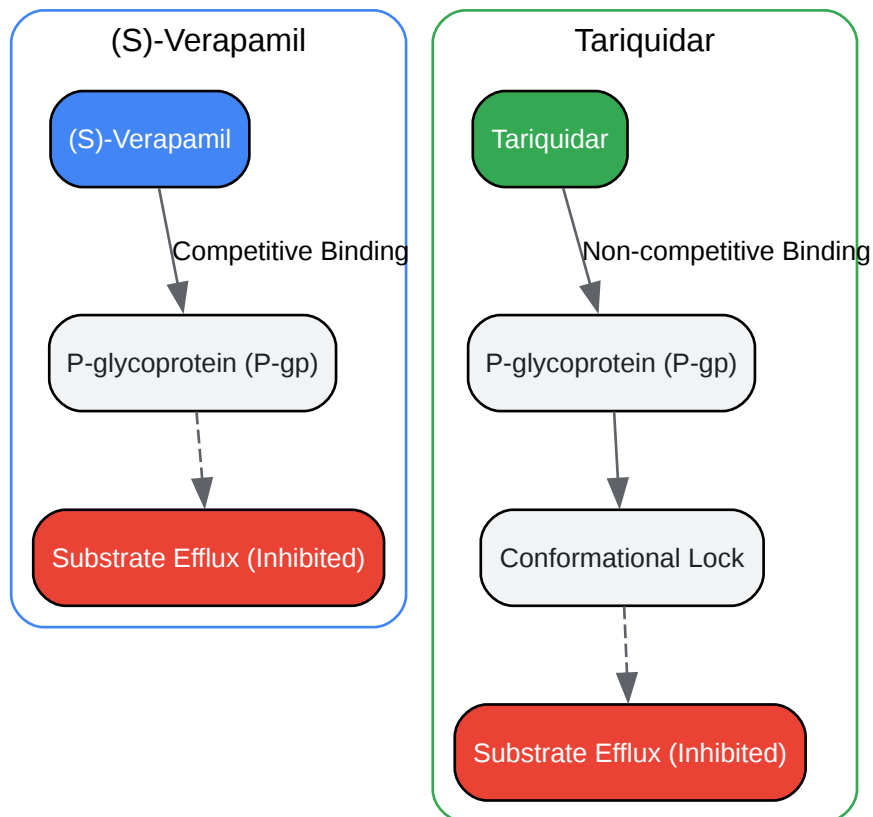 (S)-Verapamil
(S)-Verapamil
Competitive Binding
P-glycoprotein (P-gp)
Substrate Efflux (Inhibited)
Tariquidar
Tariquidar
Non-competitive Binding
P-glycoprotein (P-gp)
Conformational Lock
Substrate Efflux (Inhibited)